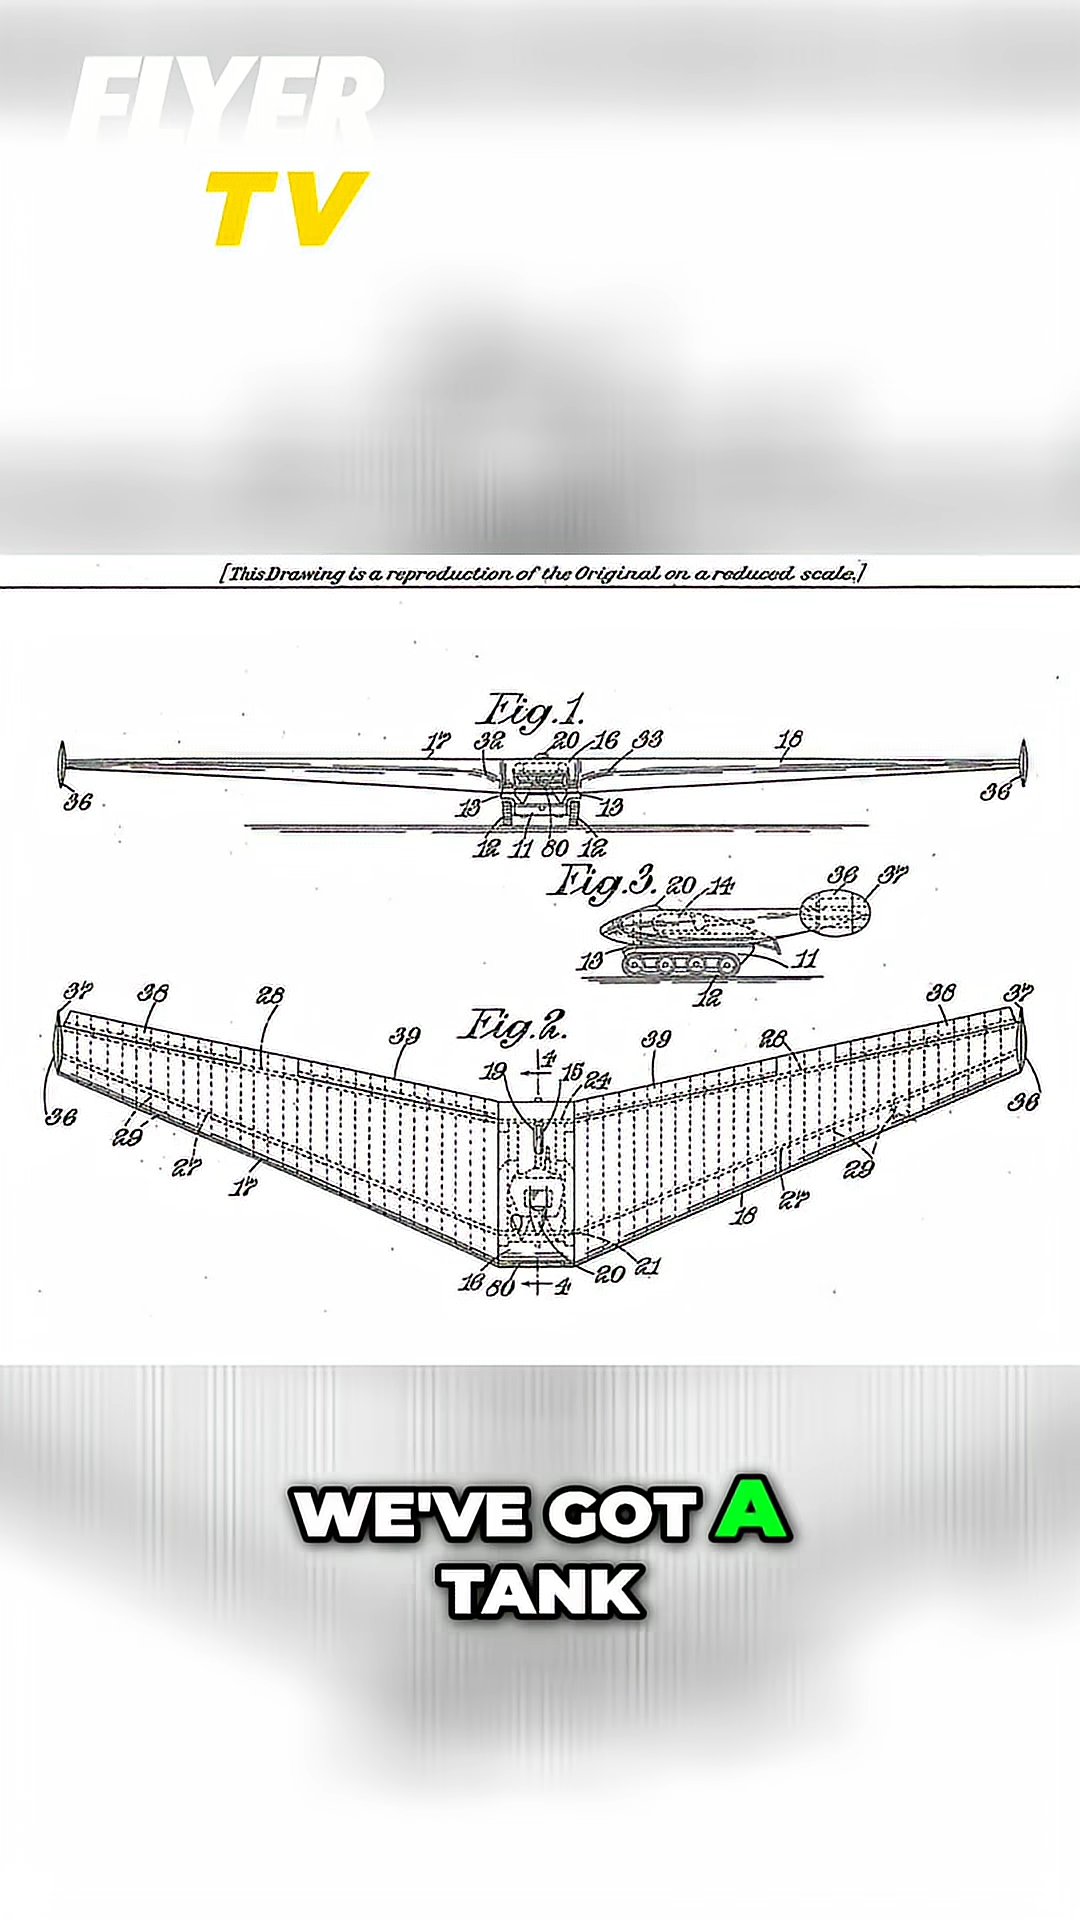 FLYER
TV
[This Drawing is a reproduction of the Original on a reduced scale.]
Fig.1.
17 32 20 16 33 18
36 36
13 13
12 11 80 12
Fig.3. 20 14 36 37
13 11
12
37 38 28 38 37
Fig.2.
39 39 28
4
19 15 24
36 36
29 29
27 27
17 18
16 80 4 20 21
WE'VE GOT A
TANK